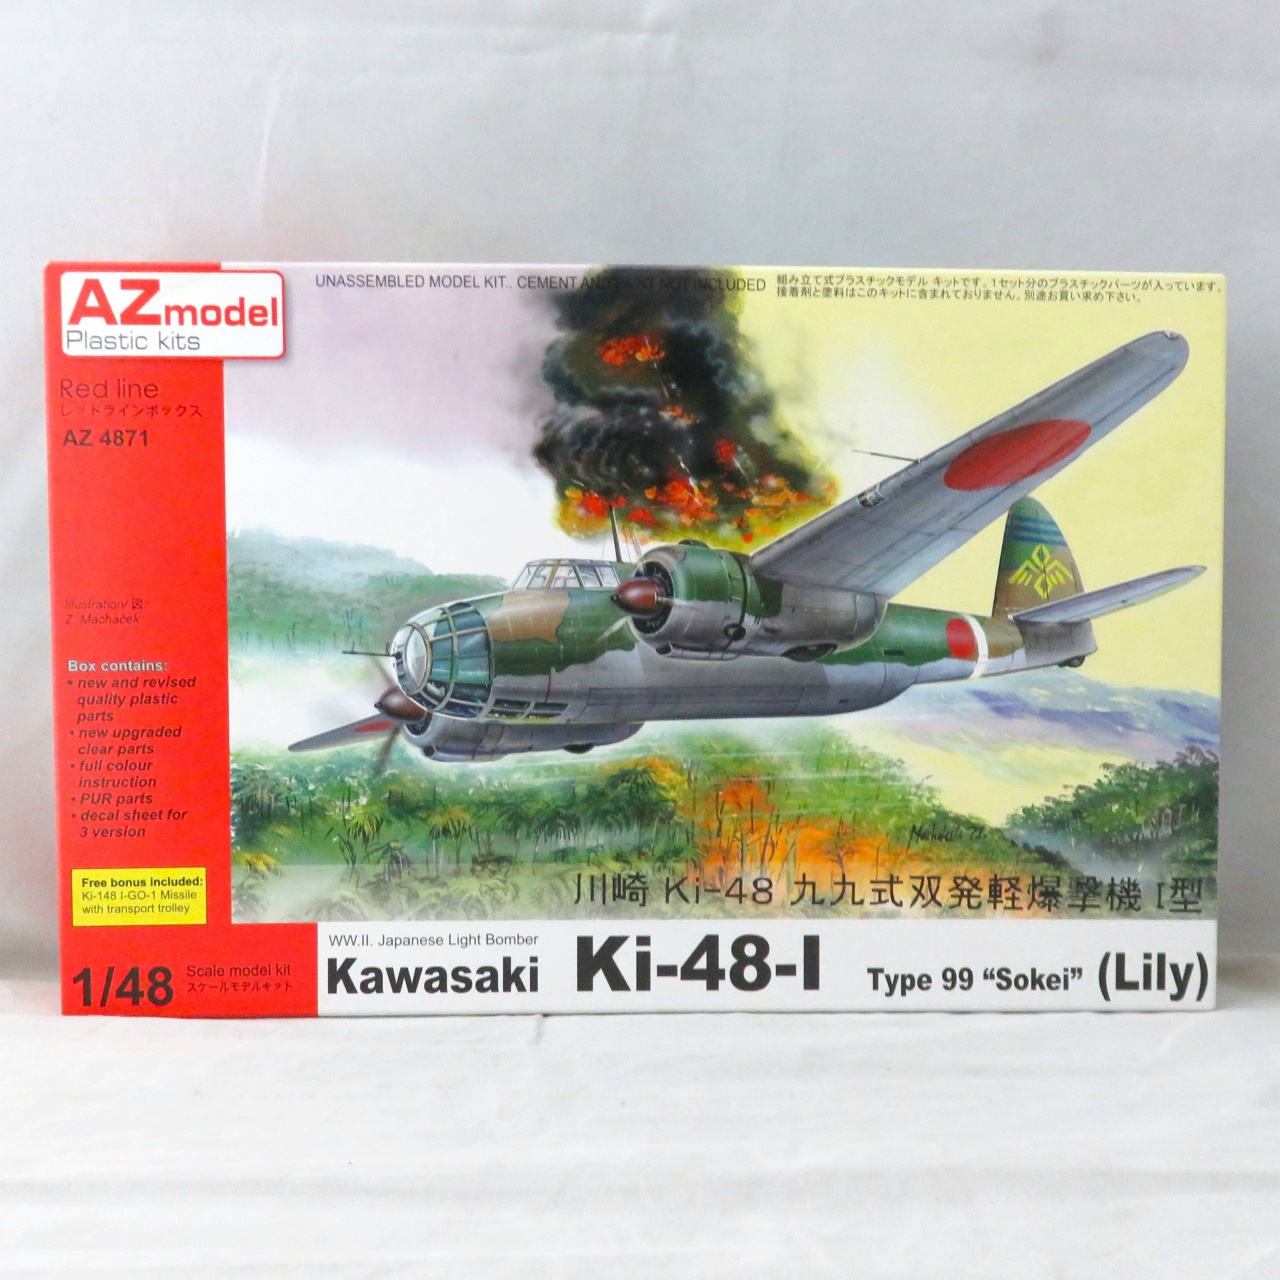 AZmodel
Plastic kits
Red line
レッドラインボックス
AZ 4871
UNASSEMBLED MODEL KIT.. CEMENT AND PAINT NOT INCLUDED
組み立て式プラスチックモデル キットです。1セット分のプラスチックパーツが入っています。
接着剤と塗料はこのキットに含まれておりません。別途お買い求め下さい。
Illustration/ 図:
Z. Machaček
Box contains:
• new and revised
quality plastic
parts
• new upgraded
clear parts
• full colour
instruction
• PUR parts
• decal sheet for
3 version
Free bonus included:
Ki-148 I-GO-1 Missile
with transport trolley
川崎 Ki-48 九九式双発軽爆撃機 I型
1/48
Scale model kit
スケールモデルキット
WW.II. Japanese Light Bomber
Kawasaki Ki-48-I Type 99 “Sokei” (Lily)